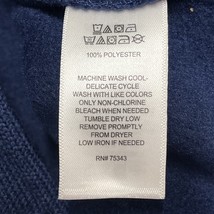 100% POLYESTER
MACHINE WASH COOL-
DELICATE CYCLE
WASH WITH LIKE COLORS
ONLY NON-CHLORINE
BLEACH WHEN NEEDED
TUMBLE DRY LOW
REMOVE PROMPTLY
FROM DRYER
LOW IRON IF NEEDED
RN# 75343